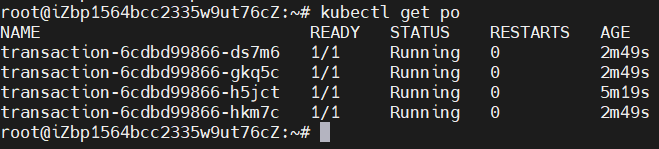 root@iZbp1564bcc2335w9ut76cZ:~# kubectl get po
NAME READY STATUS RESTARTS AGE
transaction-6cdbd99866-ds7m6 1/1 Running 0 2m49s
transaction-6cdbd99866-gkq5c 1/1 Running 0 2m49s
transaction-6cdbd99866-h5jct 1/1 Running 0 5m19s
transaction-6cdbd99866-hkm7c 1/1 Running 0 2m49s
root@iZbp1564bcc2335w9ut76cZ:~#